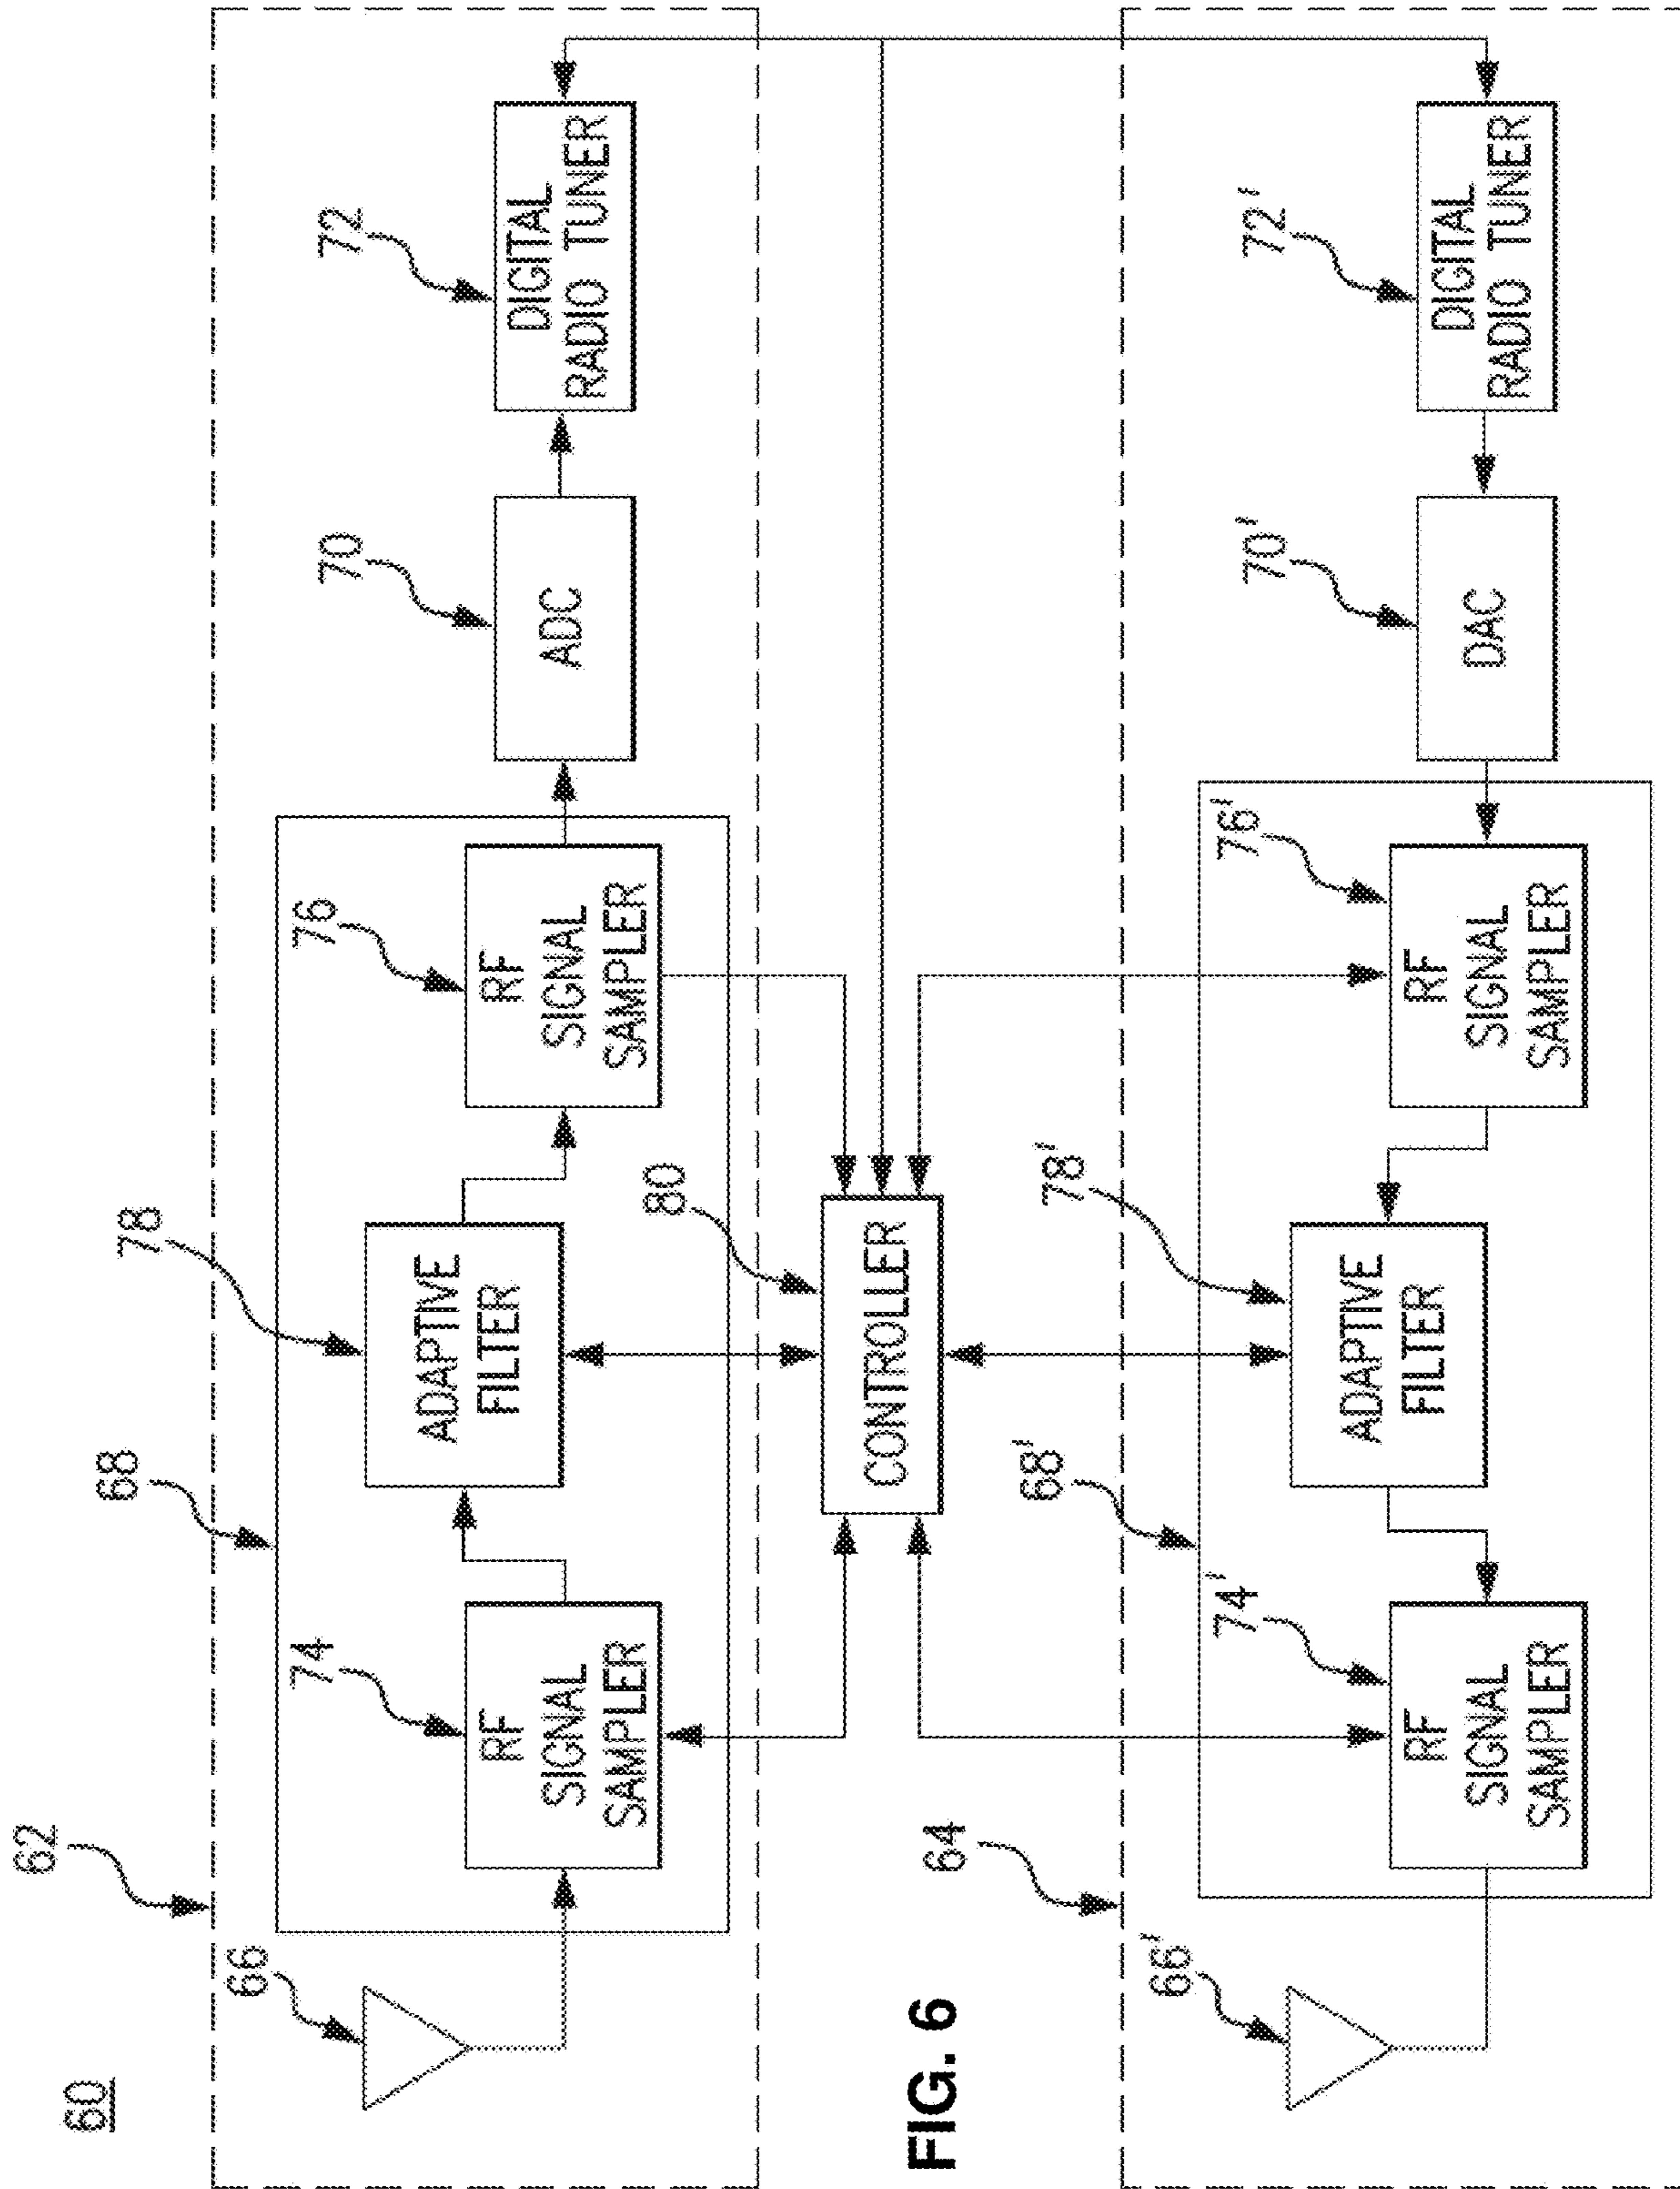 60
62
68
78
76
70
72
66
74
RF
SIGNAL
SAMPLER
ADAPTIVE
FILTER
RF
SIGNAL
SAMPLER
ADC
DIGITAL
RADIO TUNER
80
CONTROLLER
FIG. 6
64
68'
78'
76'
70'
72'
66'
74'
RF
SIGNAL
SAMPLER
ADAPTIVE
FILTER
RF
SIGNAL
SAMPLER
DAC
DIGITAL
RADIO TUNER